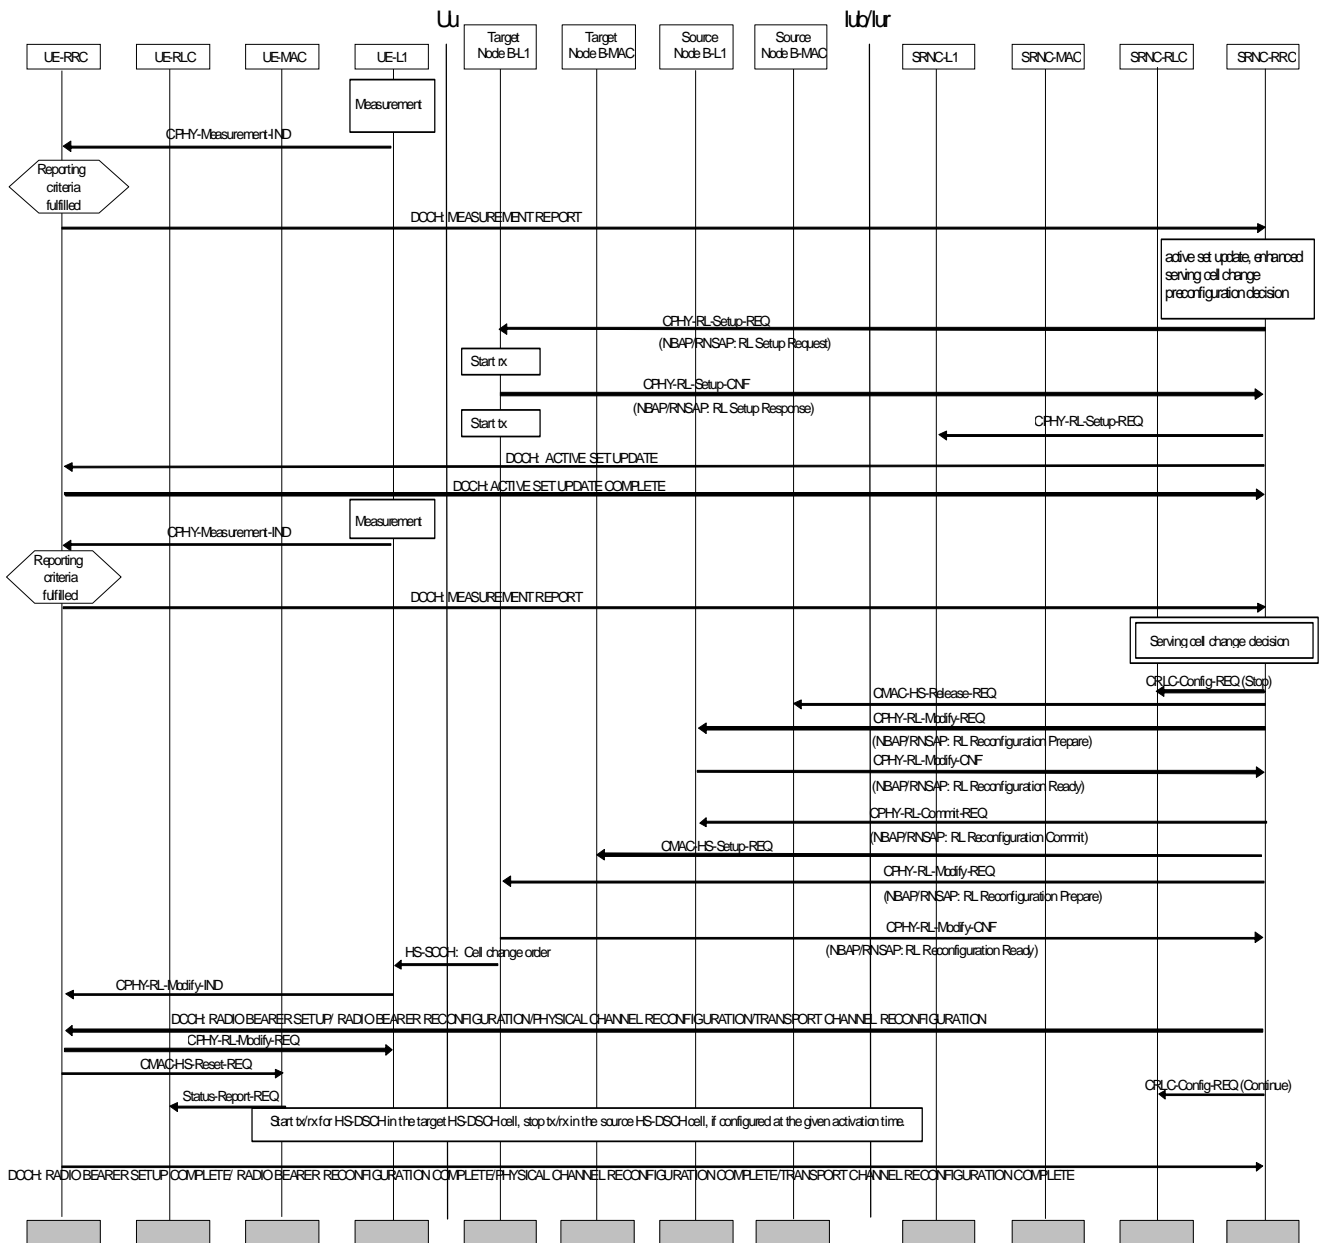 Uu
Iub/Iur
UE-RRC
UE-RLC
UE-MAC
UE-L1
Target
Node B-L1
Target
Node B-MAC
Source
Node B-L1
Source
Node B-MAC
SRNC-L1
SRNC-MAC
SRNC-RLC
SRNC-RRC
Measurement
CPHY-Measurement-IND
Reporting
criteria
fulfilled
DCCH: MEASUREMENT REPORT
active set update, enhanced
serving cell change
preconfiguration decision
CPHY-RL-Setup-REQ
(NBAP/RNSAP: RL Setup Request)
Start rx
CPHY-RL-Setup-CNF
(NBAP/RNSAP: RL Setup Response)
Start tx
CPHY-RL-Setup-REQ
DCCH: ACTIVE SET UPDATE
DCCH: ACTIVE SET UPDATE COMPLETE
Measurement
CPHY-Measurement-IND
Reporting
criteria
fulfilled
DCCH: MEASUREMENT REPORT
Serving cell change decision
CRLC-Config-REQ (Stop)
CMAC-HS-Release-REQ
CPHY-RL-Modify-REQ
(NBAP/RNSAP: RL Reconfiguration Prepare)
CPHY-RL-Modify-CNF
(NBAP/RNSAP: RL Reconfiguration Ready)
CPHY-RL-Commit-REQ
(NBAP/RNSAP: RL Reconfiguration Commit)
CMAC-HS-Setup-REQ
CPHY-RL-Modify-REQ
(NBAP/RNSAP: RL Reconfiguration Prepare)
CPHY-RL-Modify-CNF
(NBAP/RNSAP: RL Reconfiguration Ready)
HS-SCCH: Cell change order
CPHY-RL-Modify-IND
DCCH: RADIO BEARER SETUP/ RADIO BEARER RECONFIGURATION/PHYSICAL CHANNEL RECONFIGURATION/TRANSPORT CHANNEL RECONFIGURATION
CPHY-RL-Modify-REQ
CMAC-HS-Reset-REQ
CRLC-Config-REQ (Continue)
Status-Report-REQ
Start tx/rx for HS-DSCH in the target HS-DSCH cell, stop tx/rx in the source HS-DSCH cell, if configured at the given activation time.
DCCH: RADIO BEARER SETUP COMPLETE/ RADIO BEARER RECONFIGURATION COMPLETE/PHYSICAL CHANNEL RECONFIGURATION COMPLETE/TRANSPORT CHANNEL RECONFIGURATION COMPLETE